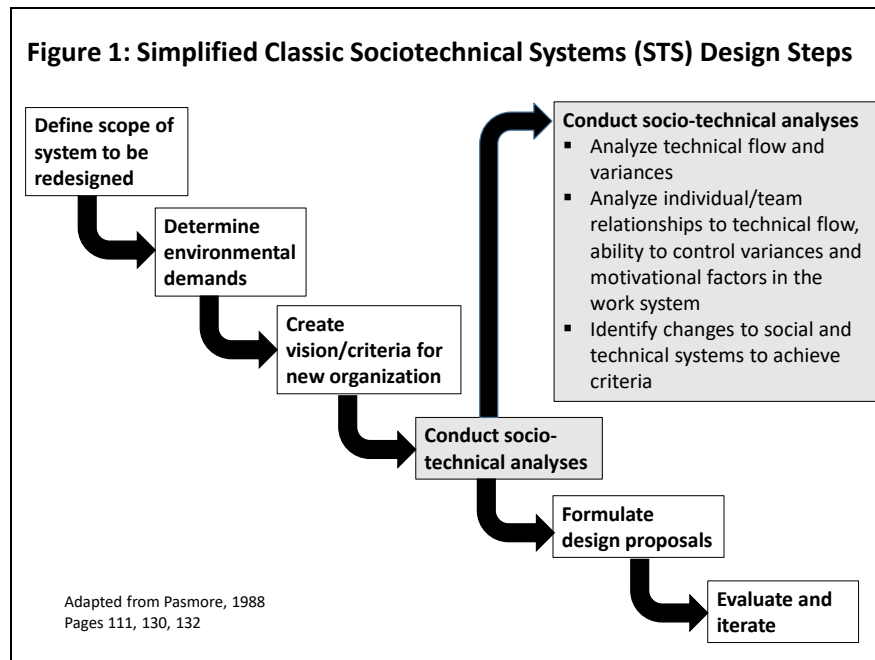 Figure 1: Simplified Classic Sociotechnical Systems (STS) Design Steps
Define scope of
system to be
redesigned
Determine
environmental
demands
Create
vision/criteria for
new organization
Conduct socio-
technical analyses
Conduct socio-technical analyses
▪ Analyze technical flow and
variances
▪ Analyze individual/team
relationships to technical flow,
ability to control variances and
motivational factors in the
work system
▪ Identify changes to social and
technical systems to achieve
criteria
Formulate
design proposals
Evaluate and
iterate
Adapted from Pasmore, 1988
Pages 111, 130, 132